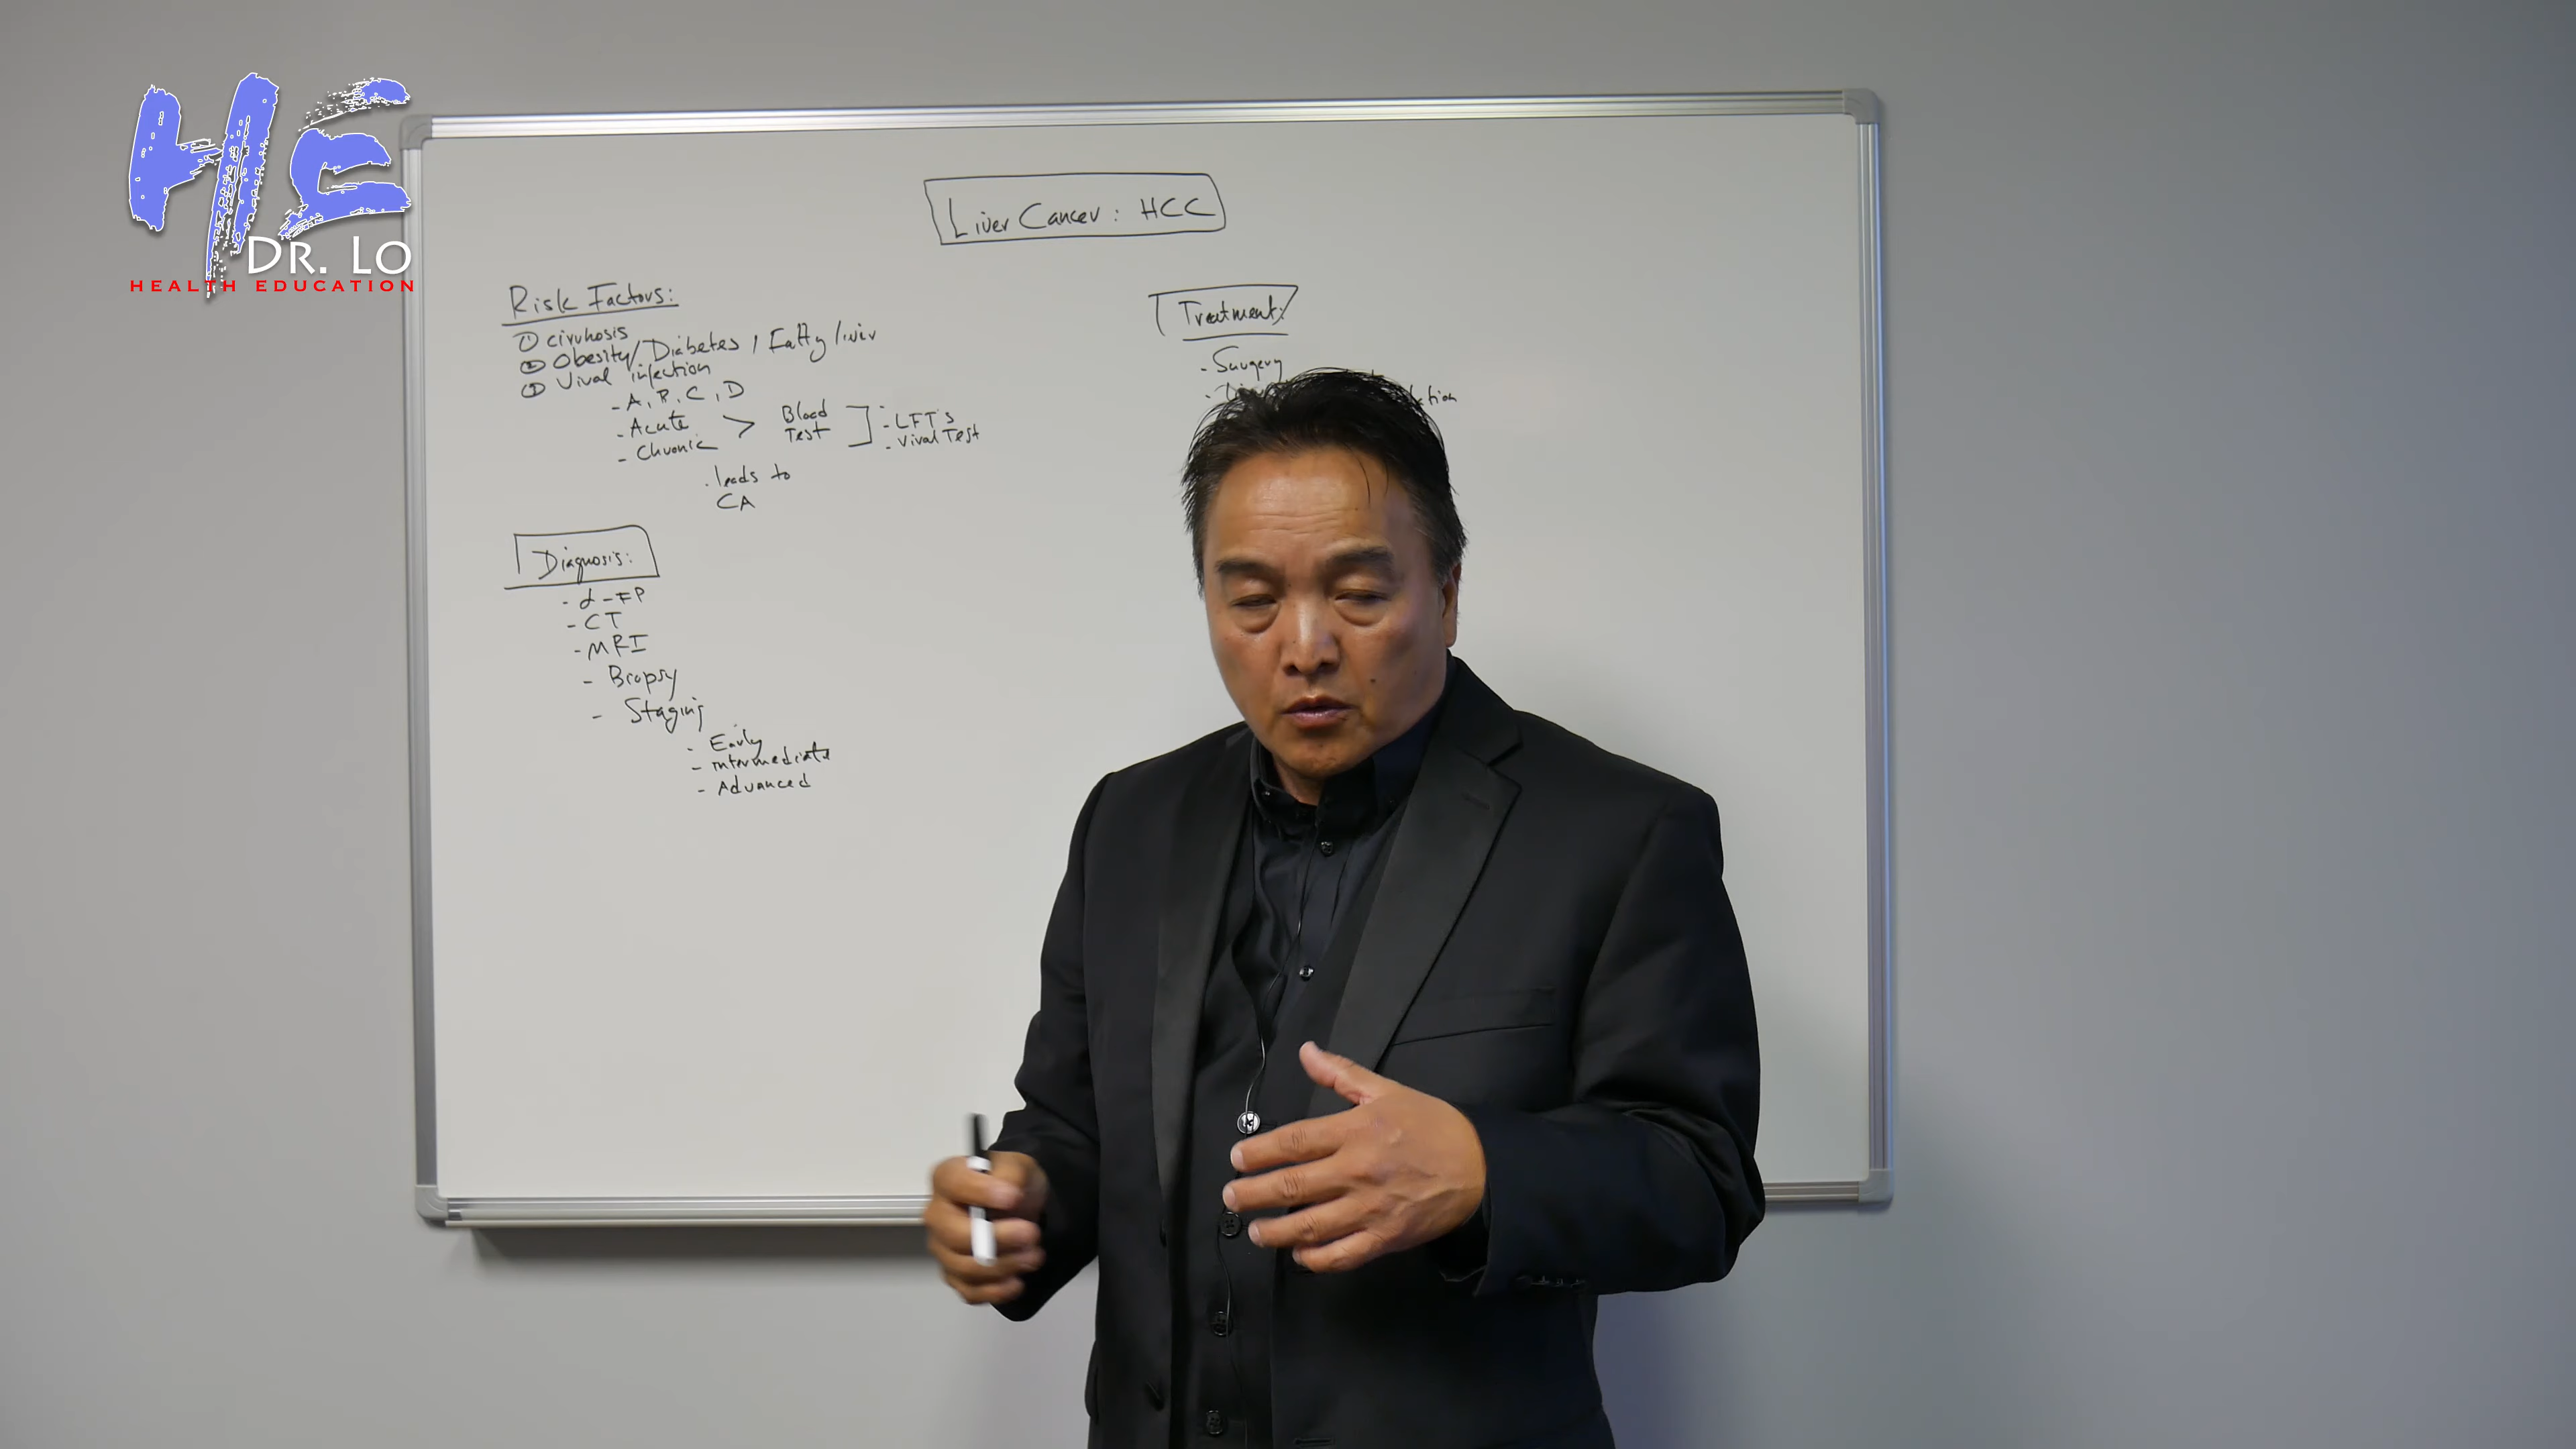 HE
DR. LO
HEALTH EDUCATION
Liver Cancer: HCC
Risk Factors:
① cirrhosis
② Obesity/Diabetes, Fatty liver
③ Viral infection
- A, B, C, D
- Acute
- Chronic > Blood Test
- LFT's
- Viral Test
. leads to
CA
Diagnosis:
- α-FP
- CT
- MRI
- Biopsy
- Staging
- Early
- intermediate
- Advanced
Treatment:
- Surgery